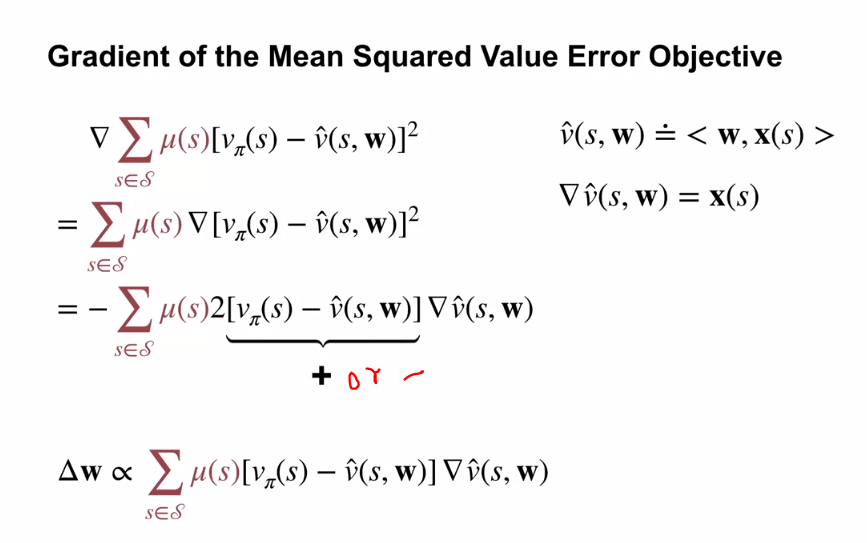 Gradient of the Mean Squared Value Error Objective
∇ ∑ μ(s)[v_π(s) − v̂(s, w)]²
s∈𝒮
v̂(s, w) ≐ < w, x(s) >
∇v̂(s, w) = x(s)
= ∑ μ(s) ∇[v_π(s) − v̂(s, w)]²
s∈𝒮
= − ∑ μ(s)2[v_π(s) − v̂(s, w)] ∇v̂(s, w)
s∈𝒮
+ or −
Δw ∝ ∑ μ(s)[v_π(s) − v̂(s, w)] ∇v̂(s, w)
s∈𝒮